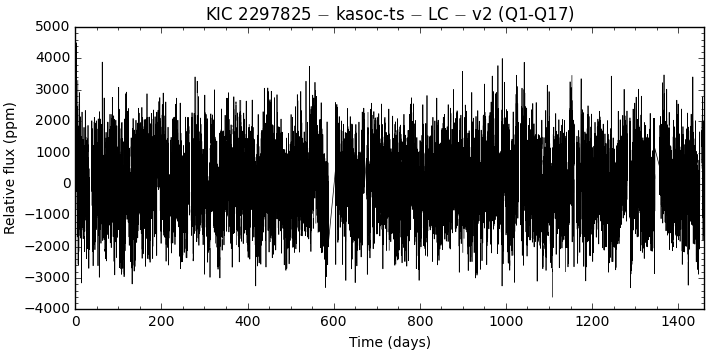 KIC 2297825 − kasoc-ts − LC − v2 (Q1-Q17)
Relative flux (ppm)
5000
4000
3000
2000
1000
0
−1000
−2000
−3000
−4000
0 200 400 600 800 1000 1200 1400
Time (days)